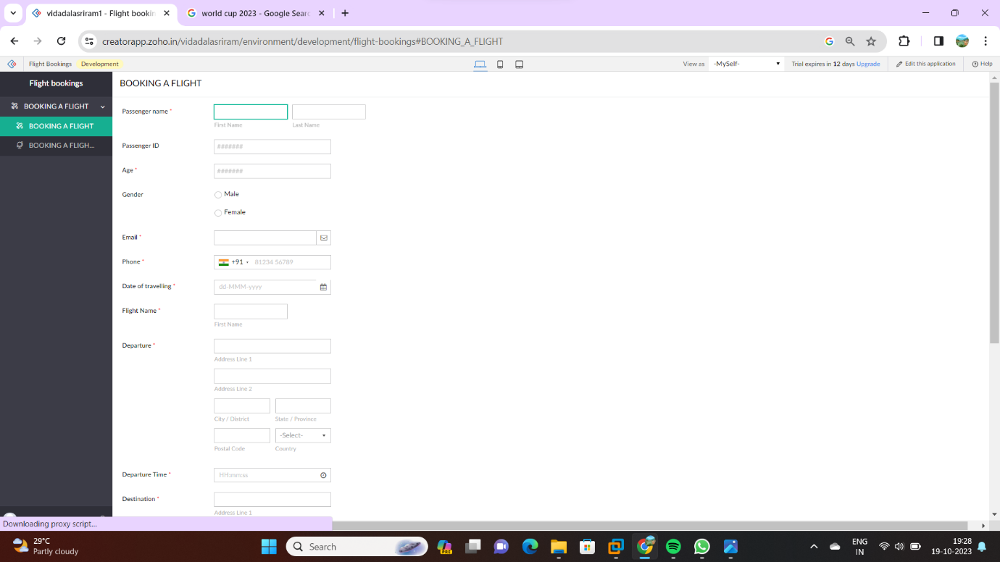 vidadalasriram1 - Flight bookin
world cup 2023 - Google Searc
creatorapp.zoho.in/vidadalasriram/environment/development/flight-bookings#BOOKING_A_FLIGHT
Flight Bookings Development View as -MySelf- Trial expires in 12 days Upgrade Edit this application Help
Flight bookings
BOOKING A FLIGHT
BOOKING A FLIGHT
BOOKING A FLIGH...
BOOKING A FLIGHT
Passenger name *
First Name Last Name
Passenger ID #######
Age * #######
Gender Male
Female
Email *
Phone * +91 81234 56789
Date of travelling * dd-MMM-yyyy
Flight Name *
First Name
Departure *
Address Line 1
Address Line 2
City / District State / Province
-Select-
Postal Code Country
Departure Time * HH:mm:ss
Destination *
Address Line 1
Downloading proxy script...
29°C
Partly cloudy
Search
PRE
ENG
IN
19:28
19-10-2023